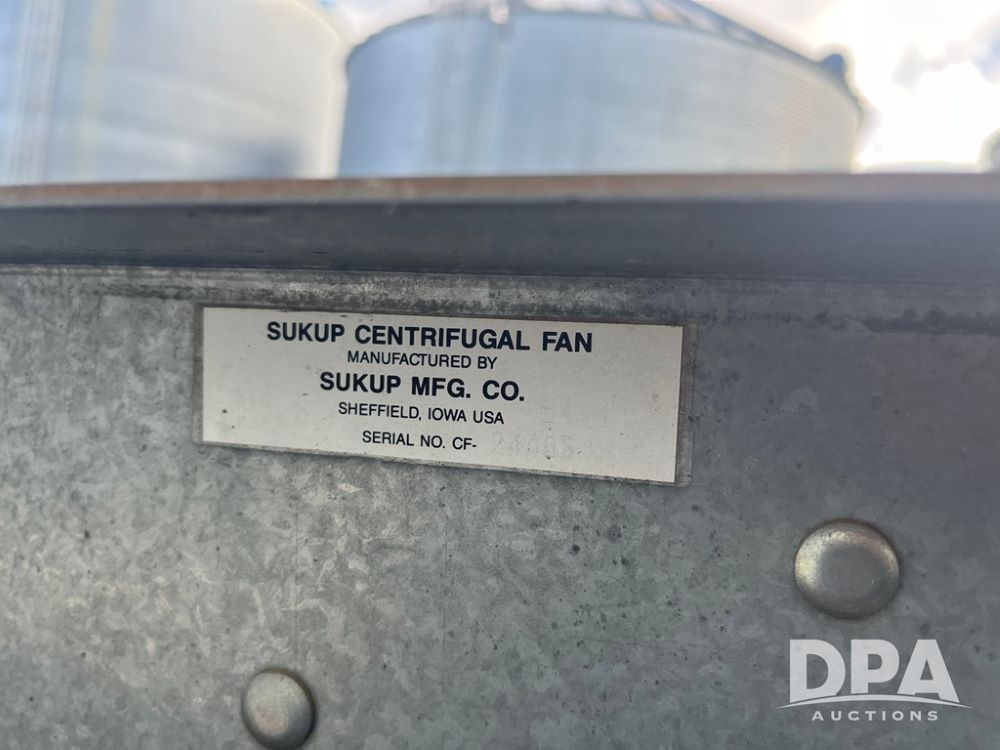 SUKUP CENTRIFUGAL FAN
MANUFACTURED BY
SUKUP MFG. CO.
SHEFFIELD, IOWA USA
SERIAL NO. CF-
DPA
AUCTIONS